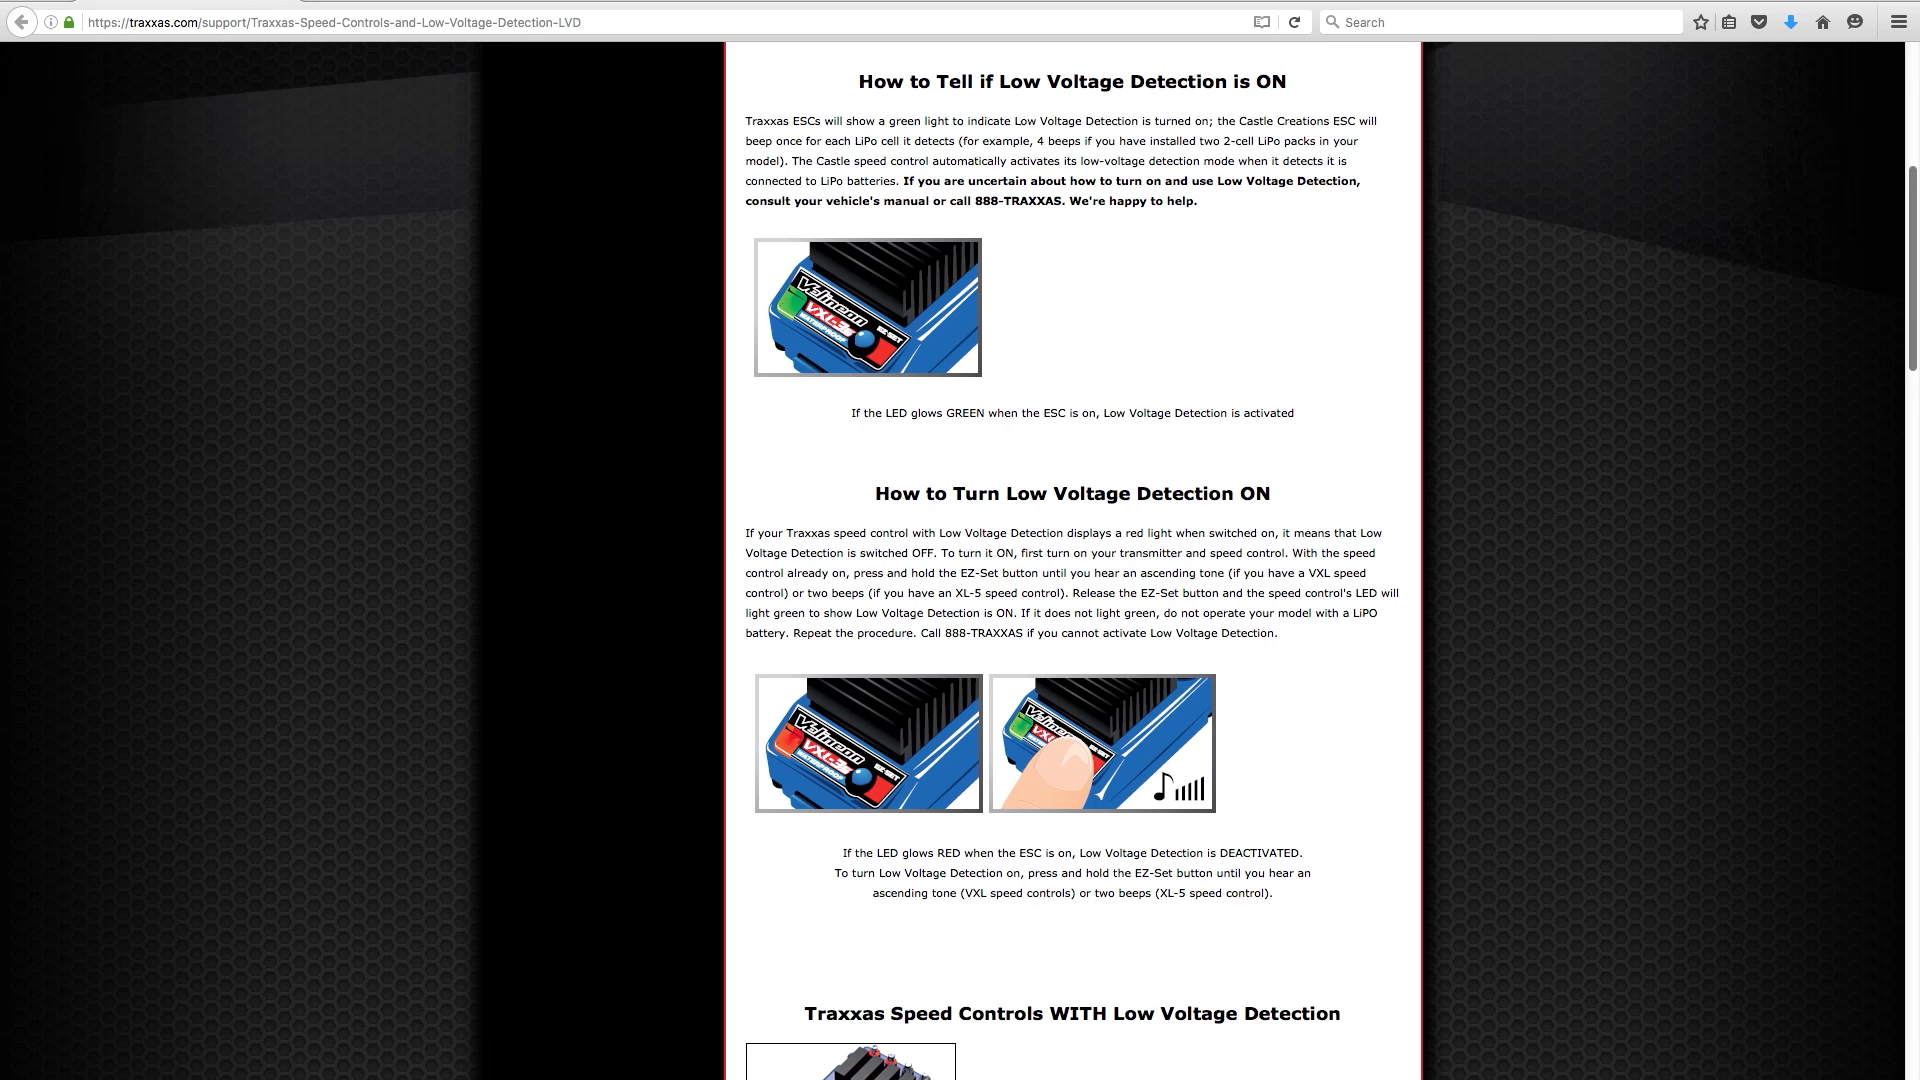 https://traxxas.com/support/Traxxas-Speed-Controls-and-Low-Voltage-Detection-LVD
Search
How to Tell if Low Voltage Detection is ON
Traxxas ESCs will show a green light to indicate Low Voltage Detection is turned on; the Castle Creations ESC will
beep once for each LiPo cell it detects (for example, 4 beeps if you have installed two 2-cell LiPo packs in your
model). The Castle speed control automatically activates its low-voltage detection mode when it detects it is
connected to LiPo batteries. If you are uncertain about how to turn on and use Low Voltage Detection,
consult your vehicle's manual or call 888-TRAXXAS. We're happy to help.
Velineon
VXL-3s
WATERPROOF
EZ-SET
If the LED glows GREEN when the ESC is on, Low Voltage Detection is activated
How to Turn Low Voltage Detection ON
If your Traxxas speed control with Low Voltage Detection displays a red light when switched on, it means that Low
Voltage Detection is switched OFF. To turn it ON, first turn on your transmitter and speed control. With the speed
control already on, press and hold the EZ-Set button until you hear an ascending tone (if you have a VXL speed
control) or two beeps (if you have an XL-5 speed control). Release the EZ-Set button and the speed control's LED will
light green to show Low Voltage Detection is ON. If it does not light green, do not operate your model with a LiPO
battery. Repeat the procedure. Call 888-TRAXXAS if you cannot activate Low Voltage Detection.
Velineon
VXL-3s
WATERPROOF
EZ-SET
Velineon
VXL
EZ-SET
If the LED glows RED when the ESC is on, Low Voltage Detection is DEACTIVATED.
To turn Low Voltage Detection on, press and hold the EZ-Set button until you hear an
ascending tone (VXL speed controls) or two beeps (XL-5 speed control).
Traxxas Speed Controls WITH Low Voltage Detection